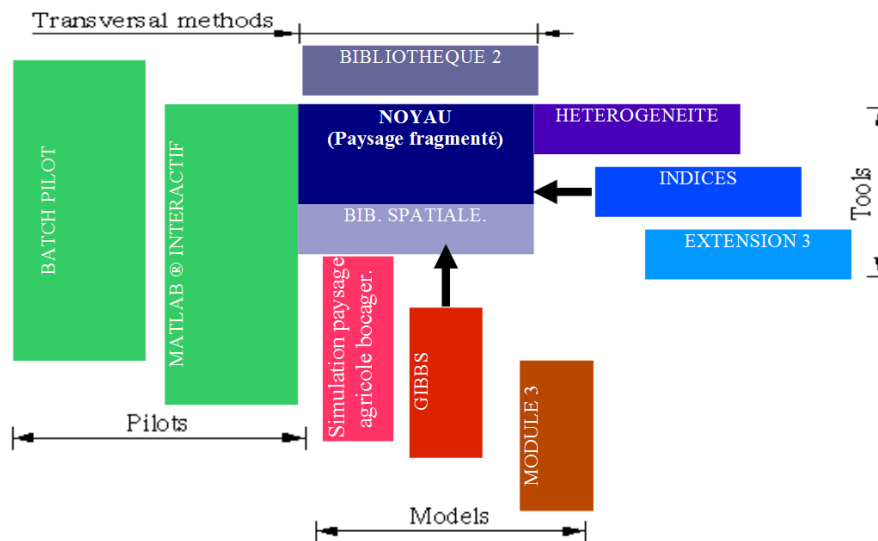 Transversal methods
BIBLIOTHEQUE 2
NOYAU
(Paysage fragmenté)
HETEROGENEITE
INDICES
EXTENSION 3
Tools
BIB. SPATIALE.
BATCH PILOT
MATLAB ® INTERACTIF
Simulation paysage
agricole bocager.
GIBBS
MODULE 3
Pilots
Models